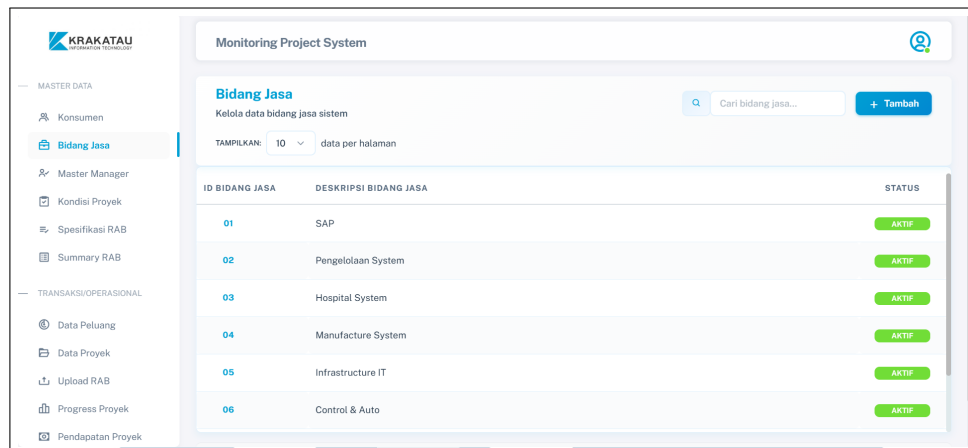 KRAKATAU
INFORMATION TECHNOLOGY
Monitoring Project System
MASTER DATA
Konsumen
Bidang Jasa
Master Manager
Kondisi Proyek
Spesifikasi RAB
Summary RAB
TRANSAKSI/OPERASIONAL
Data Peluang
Data Proyek
Upload RAB
Progress Proyek
Pendapatan Proyek
Bidang Jasa
Kelola data bidang jasa sistem
Cari bidang jasa...
+ Tambah
TAMPILKAN: 10 data per halaman
ID BIDANG JASA DESKRIPSI BIDANG JASA STATUS
01 SAP AKTIF
02 Pengelolaan System AKTIF
03 Hospital System AKTIF
04 Manufacture System AKTIF
05 Infrastructure IT AKTIF
06 Control & Auto AKTIF